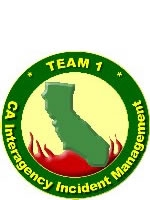 * TEAM 1 *
CA Interagency Incident Management